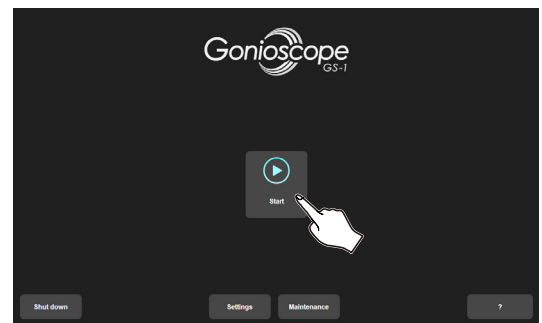 Gonioscope
GS-1
Start
Shut down
Settings
Maintenance
?